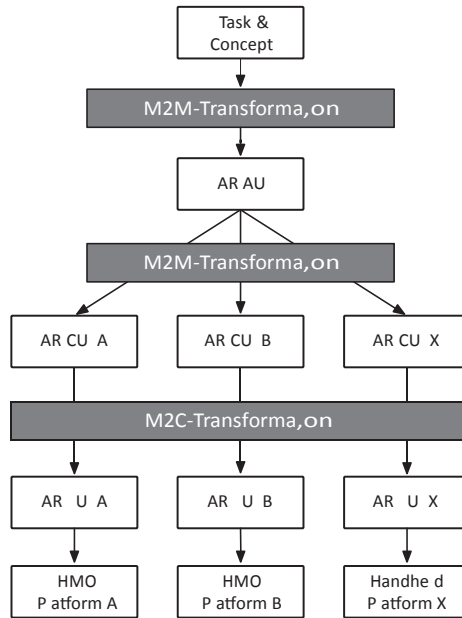 Task &
Concept
M2M-Transforma,on
AR AU
M2M-Transforma,on
AR CU A
AR CU B
AR CU X
M2C-Transforma,on
AR U A
AR U B
AR U X
HMO
P atform A
HMO
P atform B
Handhe d
P atform X